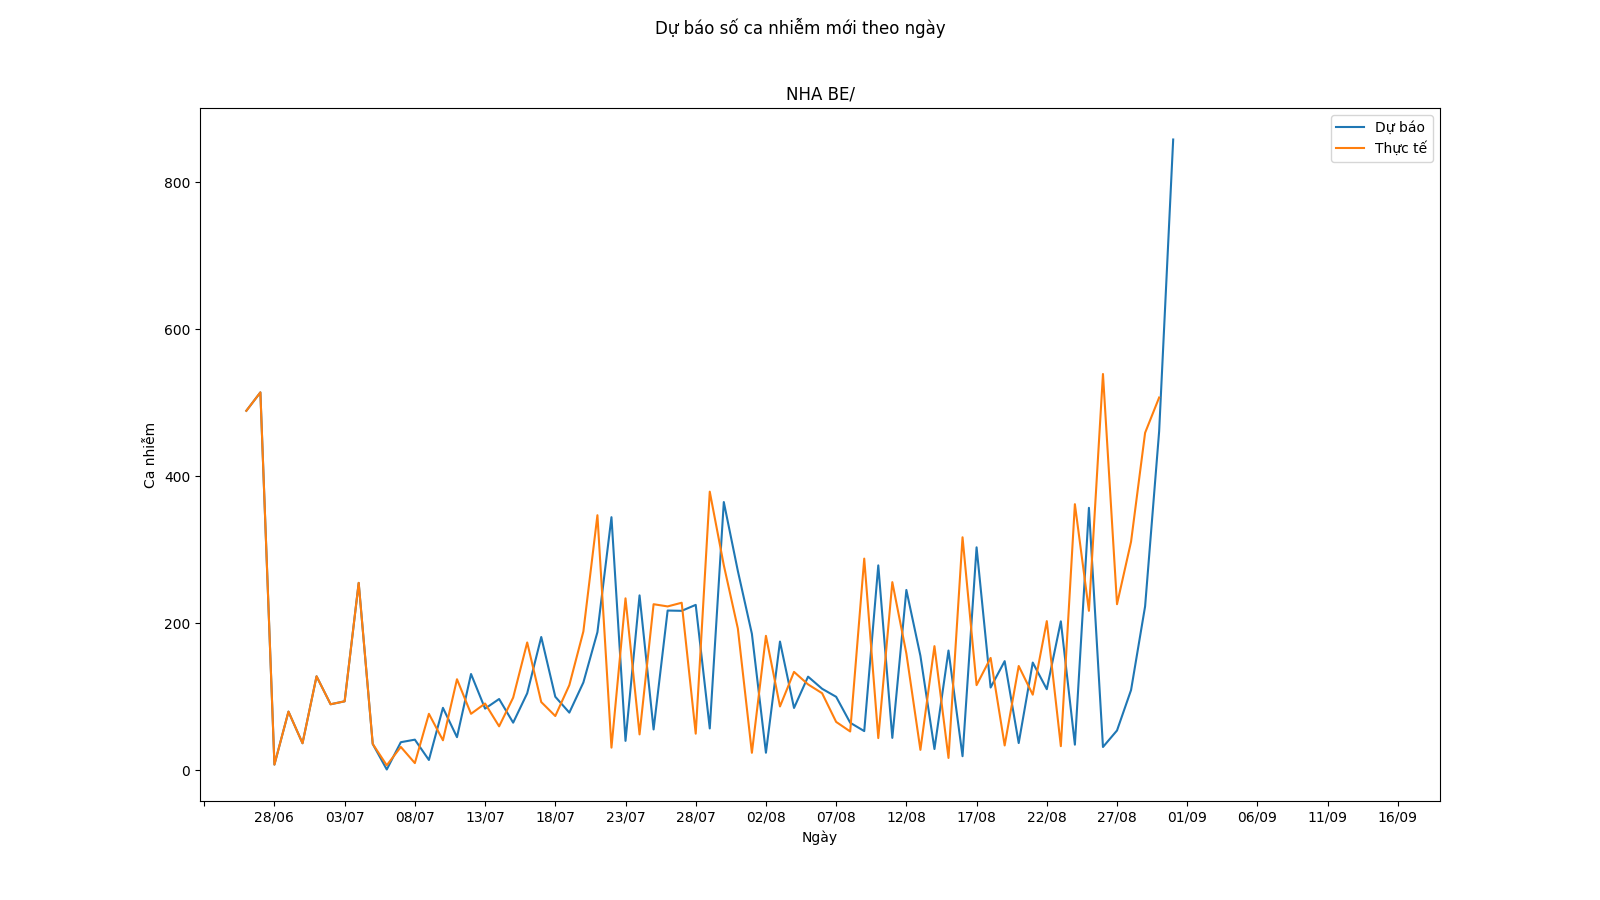 Dự báo số ca nhiễm mới theo ngày
NHA BE/
Dự báo
Thực tế
800
600
400
200
0
Ca nhiễm
28/06 03/07 08/07 13/07 18/07 23/07 28/07 02/08 07/08 12/08 17/08 22/08 27/08 01/09 06/09 11/09 16/09
Ngày